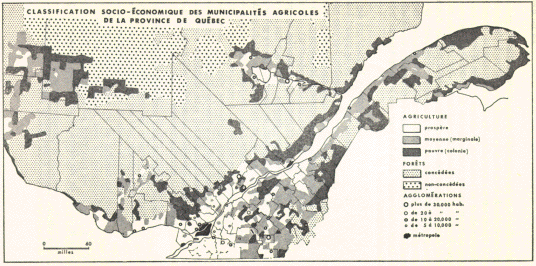 CLASSIFICATION SOCIO-ÉCONOMIQUE DES MUNICIPALITÉS AGRICOLES
DE LA PROVINCE DE QUÉBEC
AGRICULTURE
prospère
moyenne (marginale)
pauvre (colonie)
FORÊTS
concédées
non-concédées
AGGLOMÉRATIONS
plus de 30,000 hab.
de 20 à " "
de 10 à 20,000 "
de 5 à 10,000 "
métropole
0 60
milles